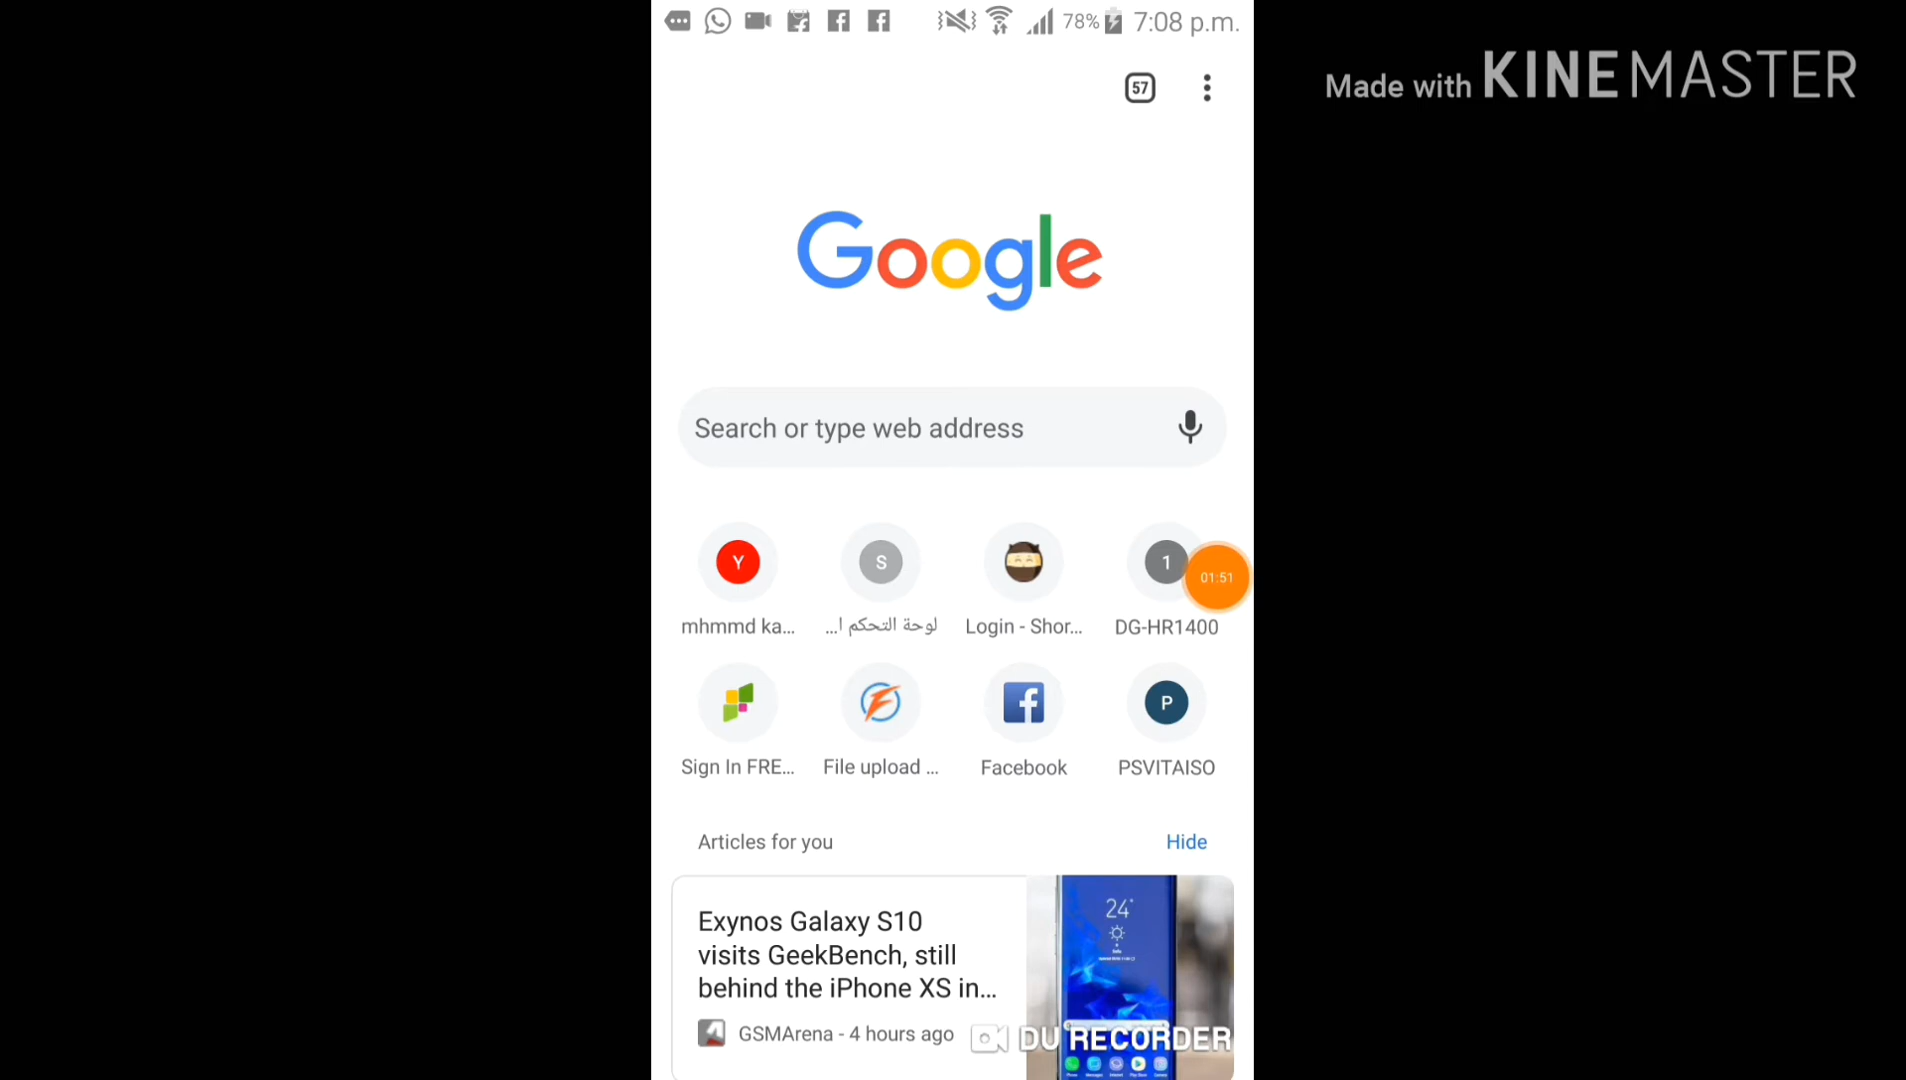 78% 7:08 p.m.
Made with KINEMASTER
57
Google
Search or type web address
Y
S
1
01:51
mhmmd ka...
لوحة التحكم ا...
Login - Shor...
DG-HR1400
P
Sign In FRE...
File upload ...
Facebook
PSVITAISO
Articles for you
Hide
Exynos Galaxy S10
visits GeekBench, still
behind the iPhone XS in...
24°
GSMArena - 4 hours ago
DU RECORDER